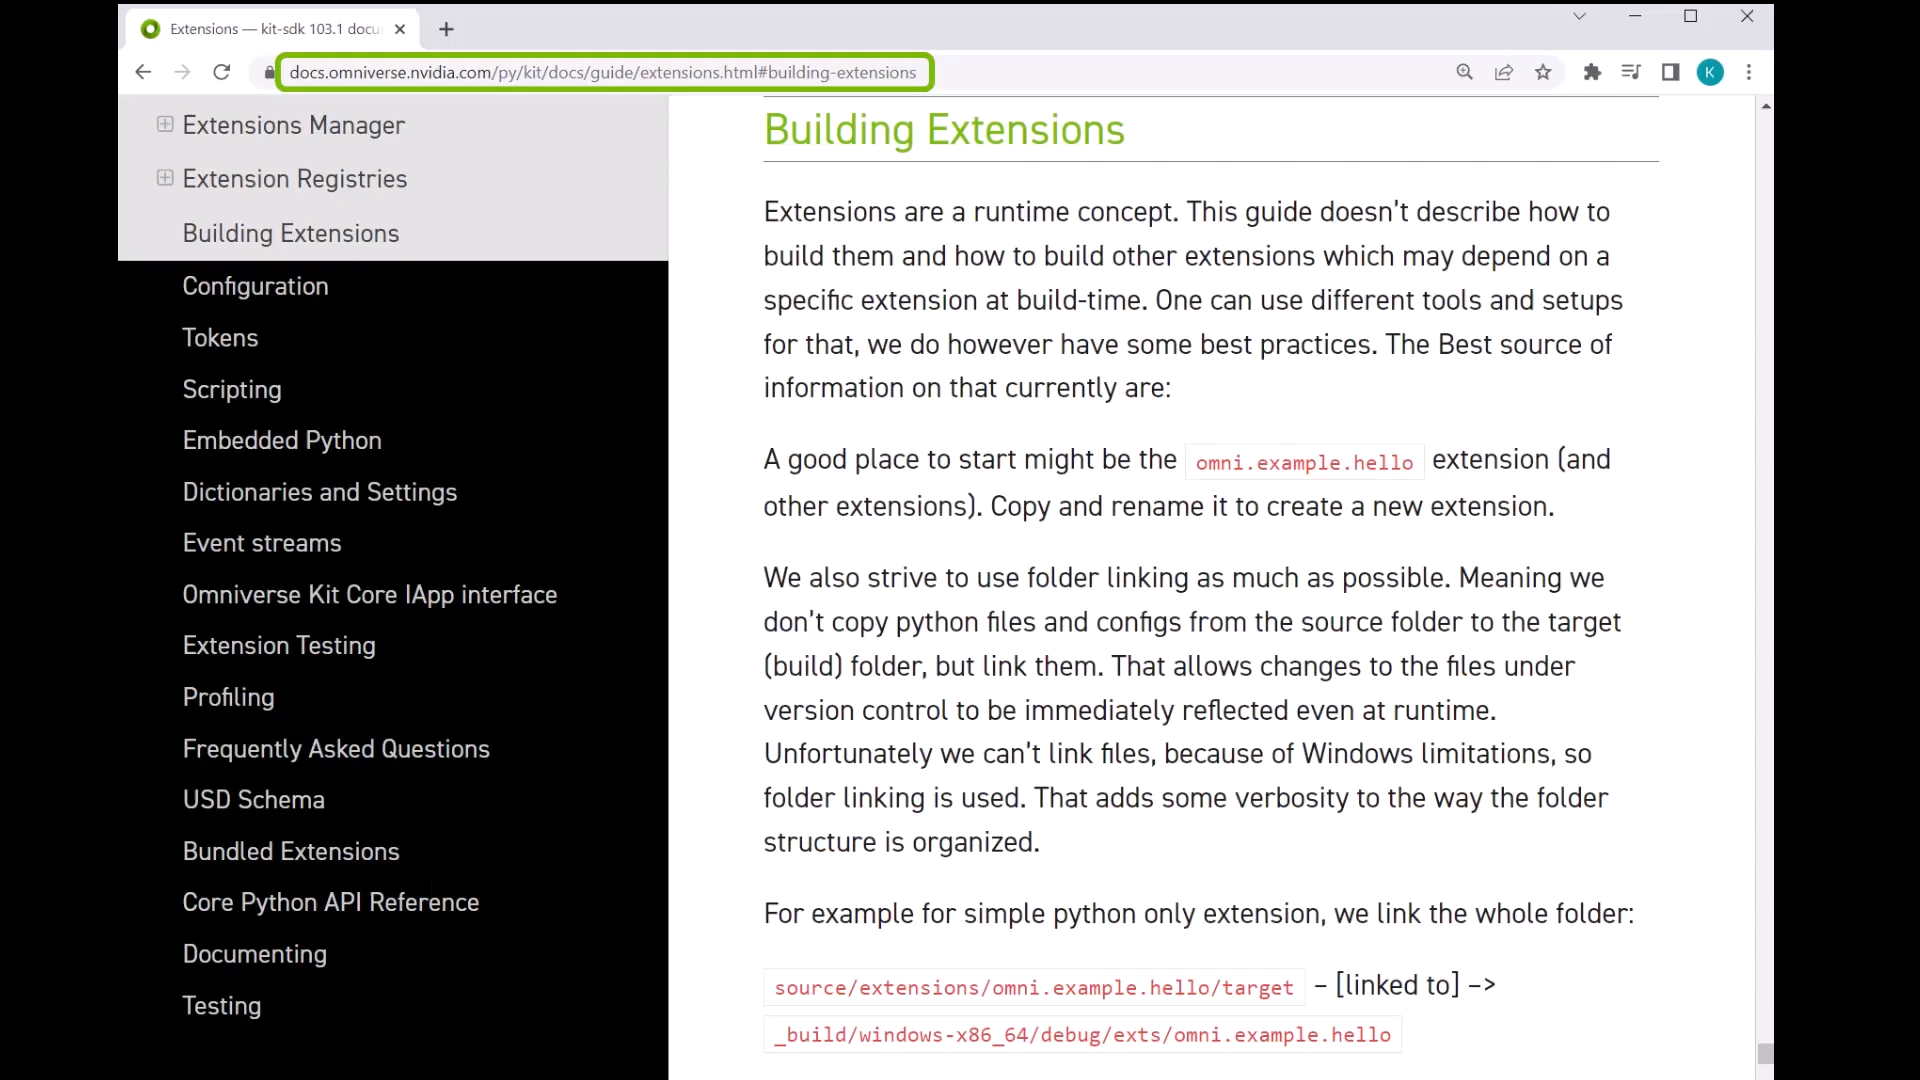 Extensions — kit-sdk 103.1 docu
docs.omniverse.nvidia.com/py/kit/docs/guide/extensions.html#building-extensions
K
Extensions Manager
Extension Registries
Building Extensions
Configuration
Tokens
Scripting
Embedded Python
Dictionaries and Settings
Event streams
Omniverse Kit Core IApp interface
Extension Testing
Profiling
Frequently Asked Questions
USD Schema
Bundled Extensions
Core Python API Reference
Documenting
Testing
Building Extensions
Extensions are a runtime concept. This guide doesn’t describe how to
build them and how to build other extensions which may depend on a
specific extension at build-time. One can use different tools and setups
for that, we do however have some best practices. The Best source of
information on that currently are:
A good place to start might be the omni.example.hello extension (and
other extensions). Copy and rename it to create a new extension.
We also strive to use folder linking as much as possible. Meaning we
don’t copy python files and configs from the source folder to the target
(build) folder, but link them. That allows changes to the files under
version control to be immediately reflected even at runtime.
Unfortunately we can’t link files, because of Windows limitations, so
folder linking is used. That adds some verbosity to the way the folder
structure is organized.
For example for simple python only extension, we link the whole folder:
source/extensions/omni.example.hello/target – [linked to] –>
_build/windows-x86_64/debug/exts/omni.example.hello